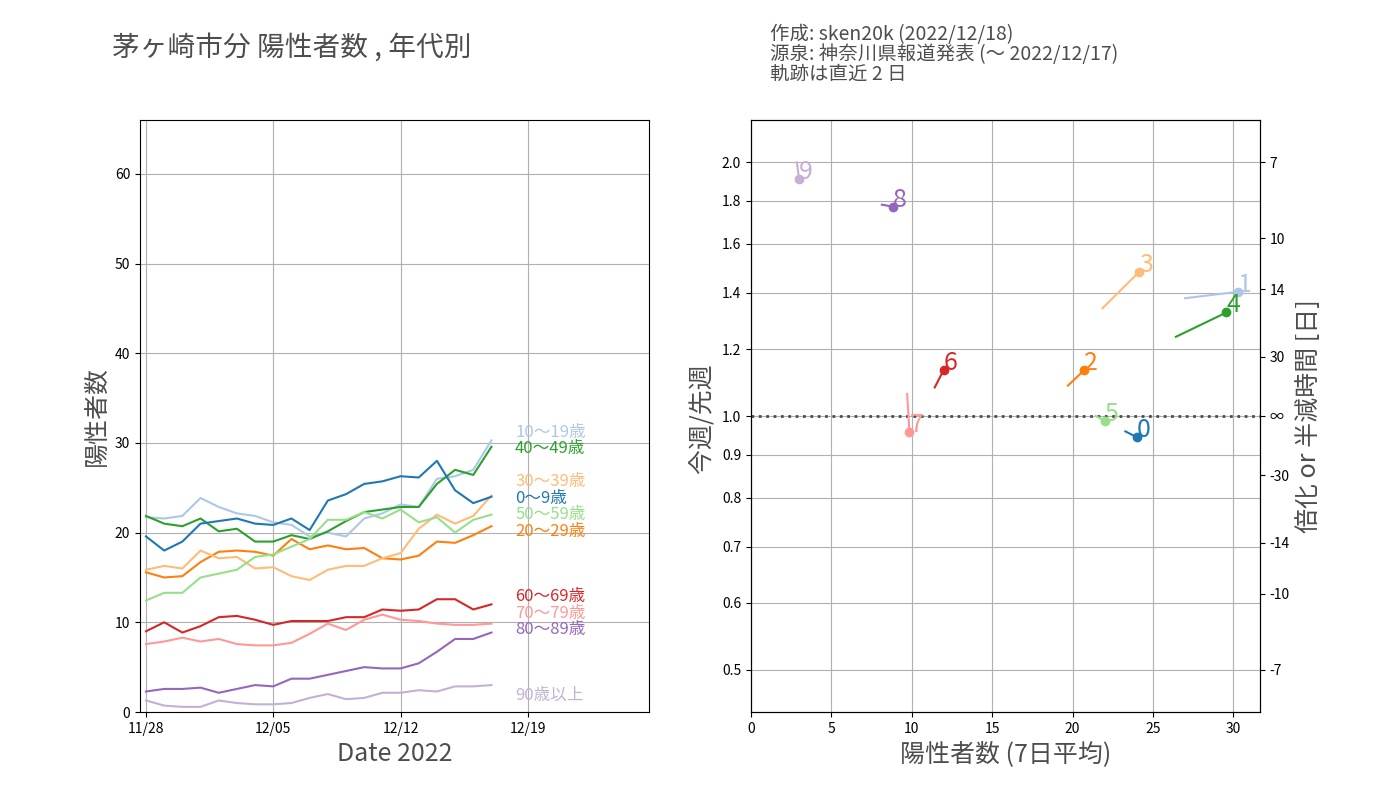 茅ヶ崎市分 陽性者数 , 年代別
作成: sken20k (2022/12/18)
源泉: 神奈川県報道発表 (～ 2022/12/17)
軌跡は直近 2 日
陽性者数
60
50
40
30
20
10
0
11/28
12/05
12/12
12/19
Date 2022
10～19歳
40～49歳
30～39歳
0～9歳
50～59歳
20～29歳
60～69歳
70～79歳
80～89歳
90歳以上
今週/先週
2.0
1.8
1.6
1.4
1.2
1.0
0.9
0.8
0.7
0.6
0.5
9
8
3
1
4
6
2
7
5
0
0
5
10
15
20
25
30
陽性者数 (7日平均)
7
10
14
30
∞
-30
-14
-10
-7
倍化 or 半減時間 [日]